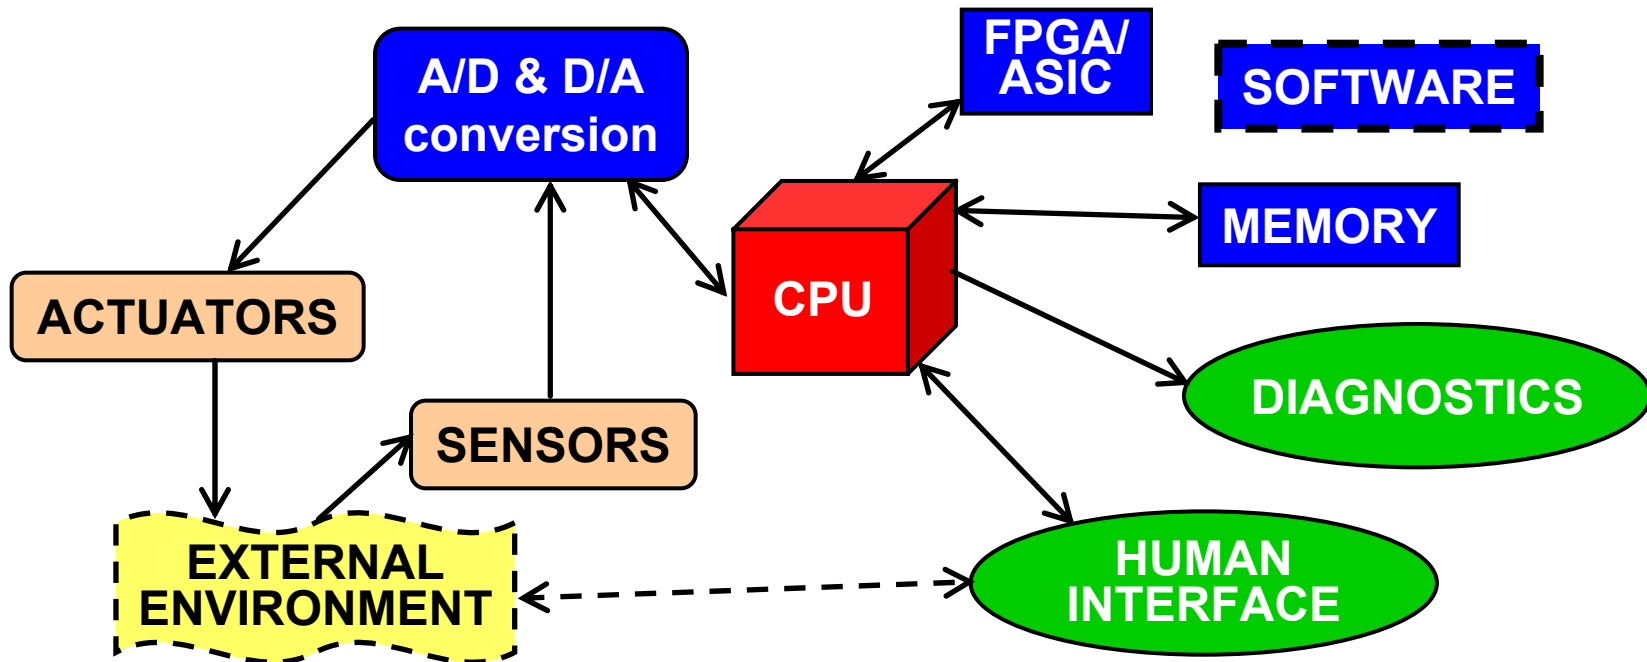 A/D & D/A
conversion
FPGA/
ASIC
SOFTWARE
MEMORY
CPU
ACTUATORS
DIAGNOSTICS
SENSORS
EXTERNAL
ENVIRONMENT
HUMAN
INTERFACE